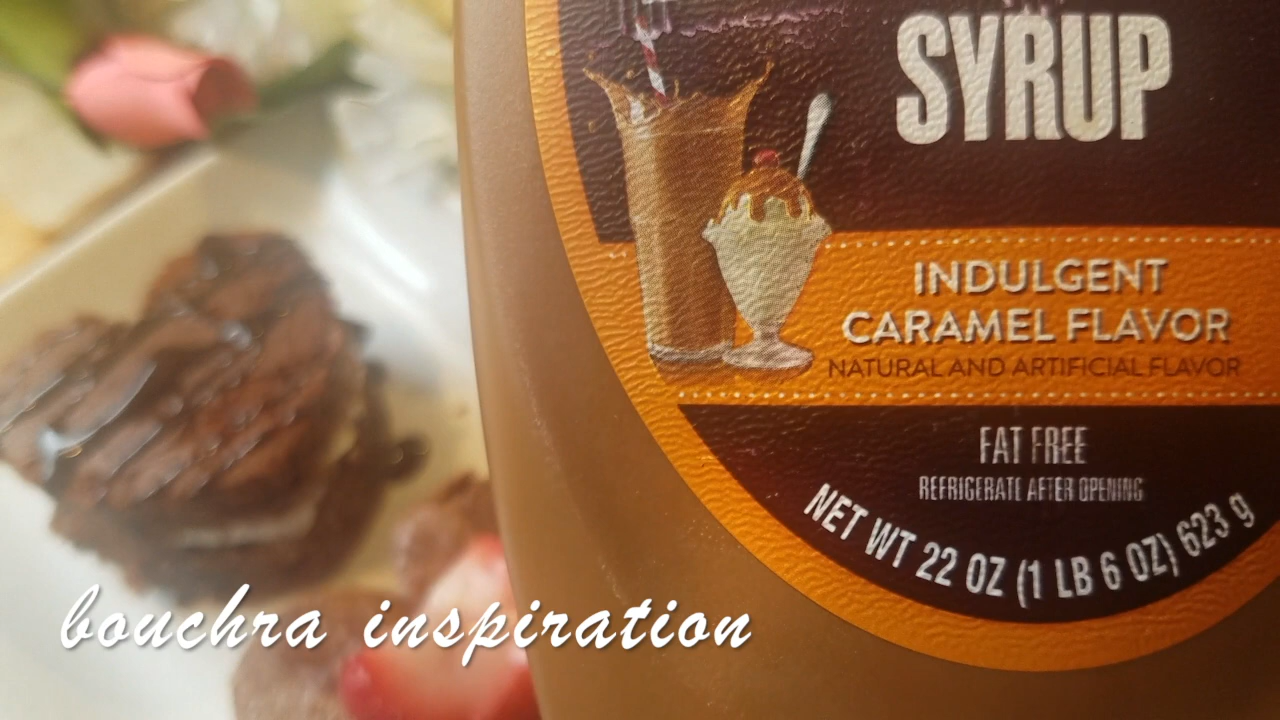 SYRUP
INDULGENT
CARAMEL FLAVOR
NATURAL AND ARTIFICIAL FLAVOR
FAT FREE
REFRIGERATE AFTER OPENING
NET WT 22 OZ (1 LB 6 OZ) 623 g
bouchra inspiration